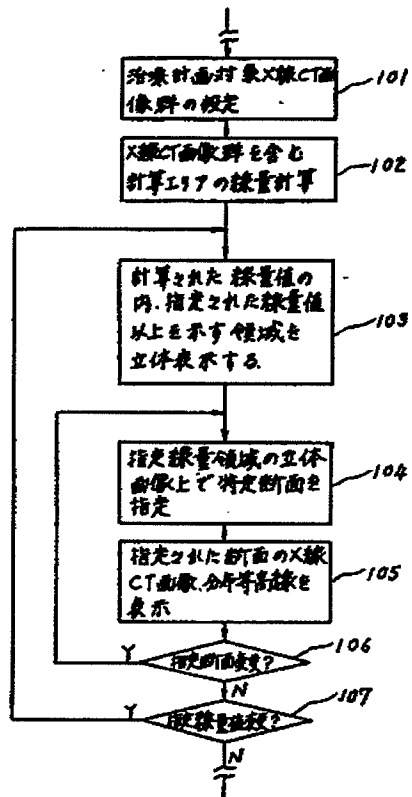 治療計画対象X線CT画
像群の設定
101
X線CT画像群を含む
計算エリアの線量計算
102
計算された線量値の
内、指定された線量値
以上を示す領域を
立体表示する.
103
指定線量領域の立体
画像上で特定断面を
指定
104
指定された断面のX線
CT画像、分布等高線を
表示
105
指定断面変更?
106
Y
N
指定線量値変更?
107
Y
N